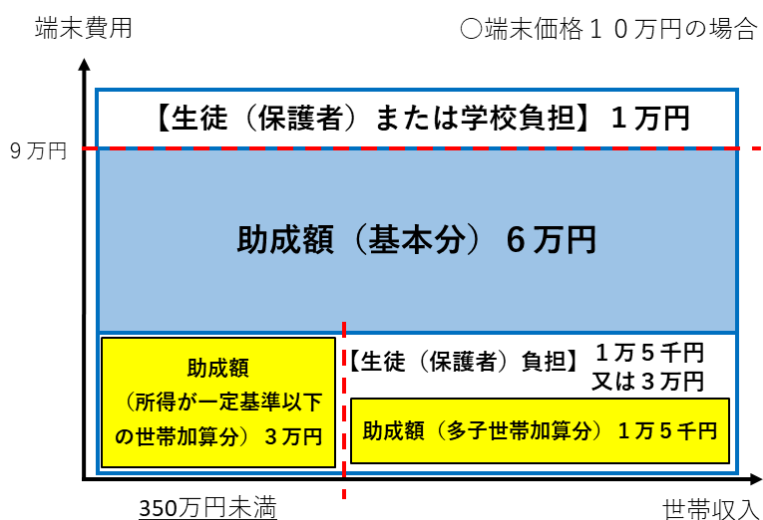 端末費用
○端末価格１０万円の場合
【生徒（保護者）または学校負担】１万円
９万円
助成額（基本分）６万円
助成額
（所得が一定基準以下
の世帯加算分）３万円
【生徒（保護者）負担】
１万５千円
又は３万円
助成額（多子世帯加算分）１万５千円
350万円未満
世帯収入